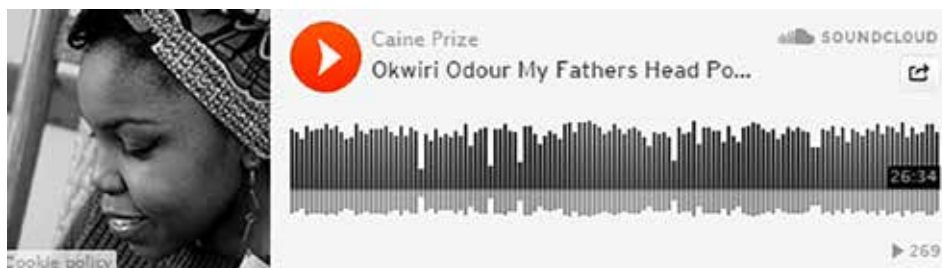 Caine Prize
SOUNDCLOUD
Okwiri Odour My Fathers Head Po...
26:34
269
Cookie policy